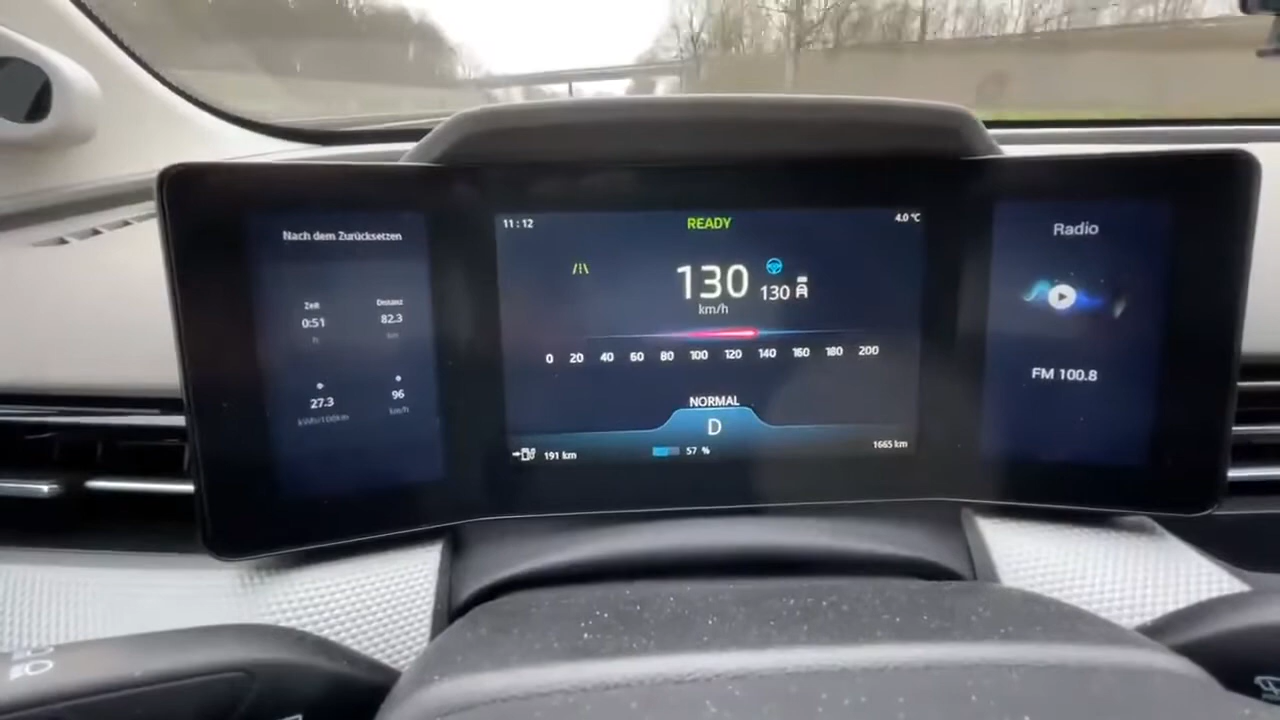 Nach dem Zurücksetzen
Zeit
0:51
h
Distanz
82.3
km
27.3
kWh/100km
96
km/h
11:12
READY
4.0 °C
130
km/h
130
0 20 40 60 80 100 120 140 160 180 200
NORMAL
D
191 km
57 %
1665 km
Radio
FM 100.8